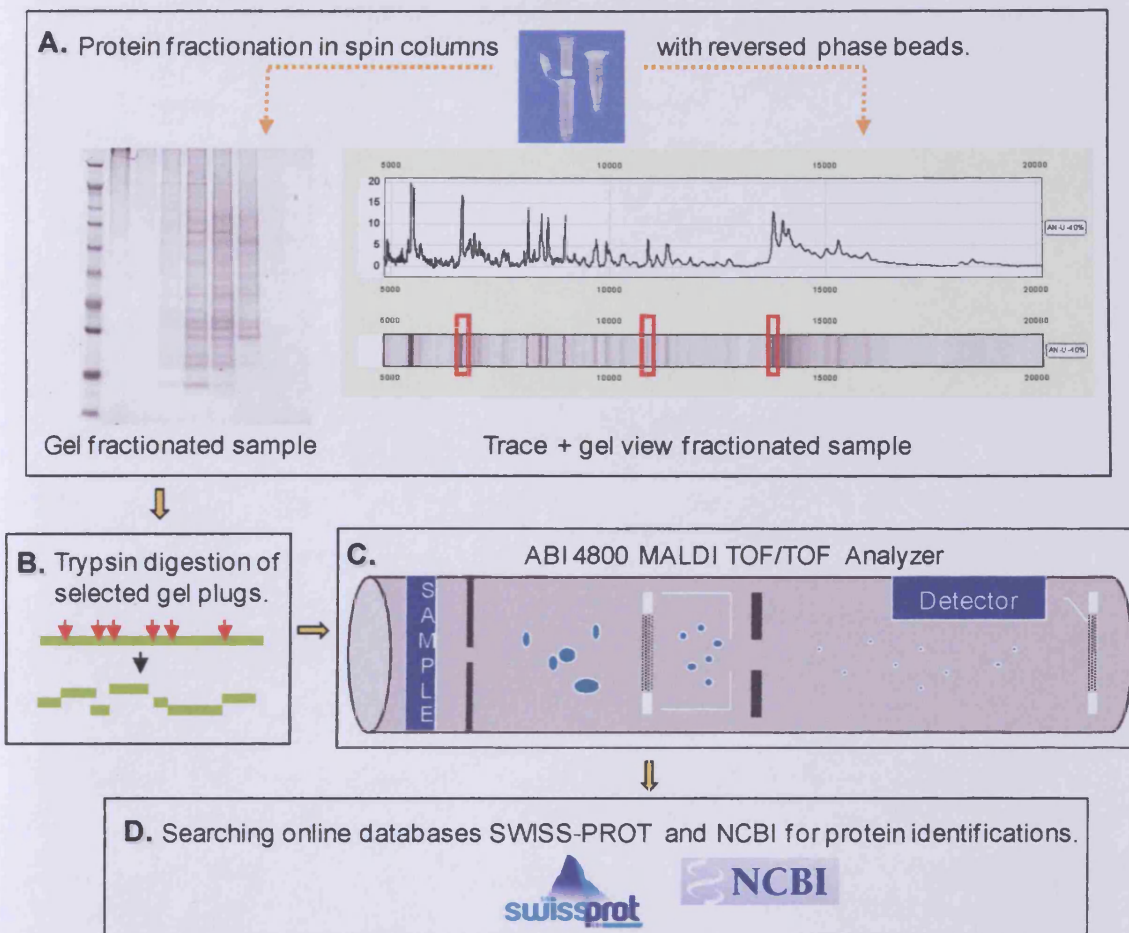 A. Protein fractionation in spin columns with reversed phase beads.
5000 10000 15000 20000
20
15
10
5
0
AN-U-40%
5000 10000 15000 20000
5000 10000 15000 20000
AN-U-40%
5000 10000 15000 20000
Gel fractionated sample
Trace + gel view fractionated sample
B. Trypsin digestion of
selected gel plugs.
C. ABI 4800 MALDI TOF/TOF Analyzer
SAMPLE
Detector
D. Searching online databases SWISS-PROT and NCBI for protein identifications.
swissprot
NCBI